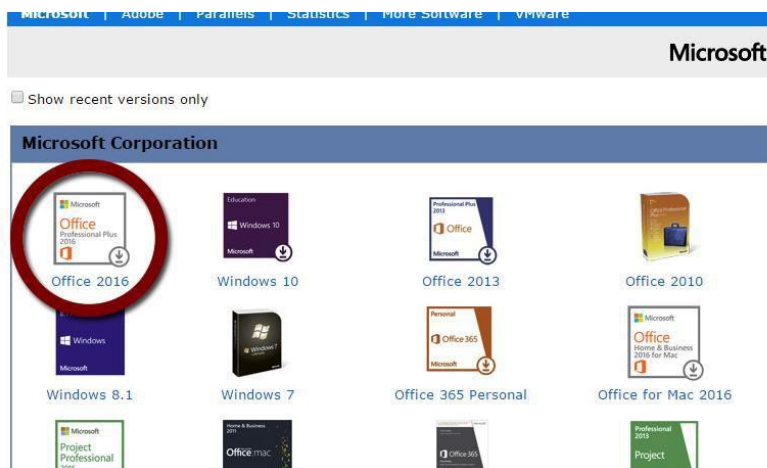 Microsoft | Adobe | Parallels | Statistics | More Software | VMware
Microsoft
Show recent versions only
Microsoft Corporation
Microsoft
Office
Professional Plus
2016
Office 2016
Education
Windows 10
Microsoft
Windows 10
Professional Plus
2013
Office
Microsoft
Office 2013
Office 2010
Windows
Microsoft
Windows 8.1
Windows 7
Windows 7
Personal
Office 365
Microsoft
Office 365 Personal
Microsoft
Office
Home & Business
2016 for Mac
Office for Mac 2016
Microsoft
Project
Professional
2016
Home & Business
2011
Office:mac
Office 365
Professional
2013
Project